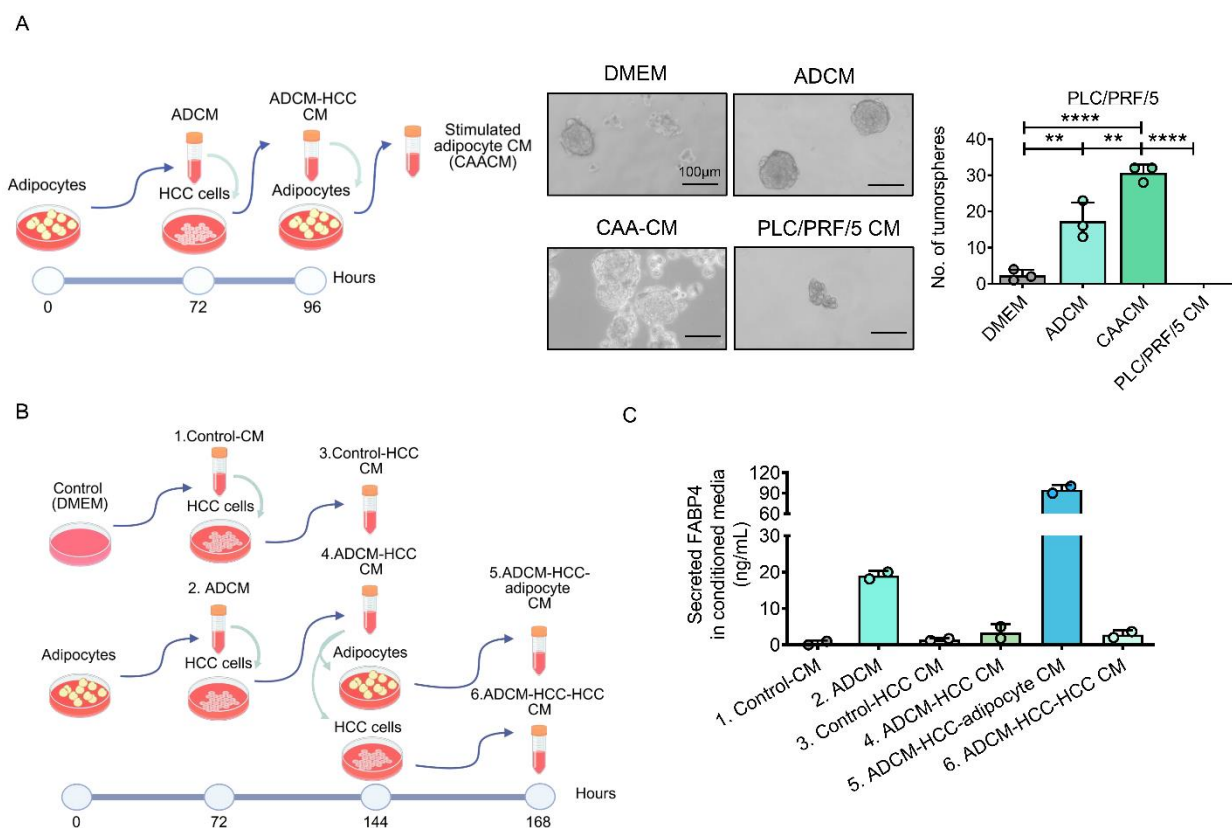 A
ADCM
ADCM-HCC
CM
Stimulated
adipocyte CM
(CAACM)
Adipocytes
HCC cells
Adipocytes
Hours
0
72
96
DMEM
ADCM
100µm
CAA-CM
PLC/PRF/5 CM
PLC/PRF/5
****
**
**
****
No. of tumorspheres
40
30
20
10
0
DMEM
ADCM
CAACM
PLC/PRF/5 CM
B
1.Control-CM
3.Control-HCC
CM
Control
(DMEM)
HCC cells
4.ADCM-HCC
CM
2. ADCM
5.ADCM-HCC-
adipocyte
CM
Adipocytes
HCC cells
Adipocytes
6.ADCM-HCC-HCC
CM
HCC cells
Hours
0
72
144
168
C
Secreted FABP4
in conditioned media
(ng/mL)
120
90
60
30
20
10
0
1. Control-CM
2. ADCM
3. Control-HCC CM
4. ADCM-HCC CM
5. ADCM-HCC-adipocyte CM
6. ADCM-HCC-HCC CM